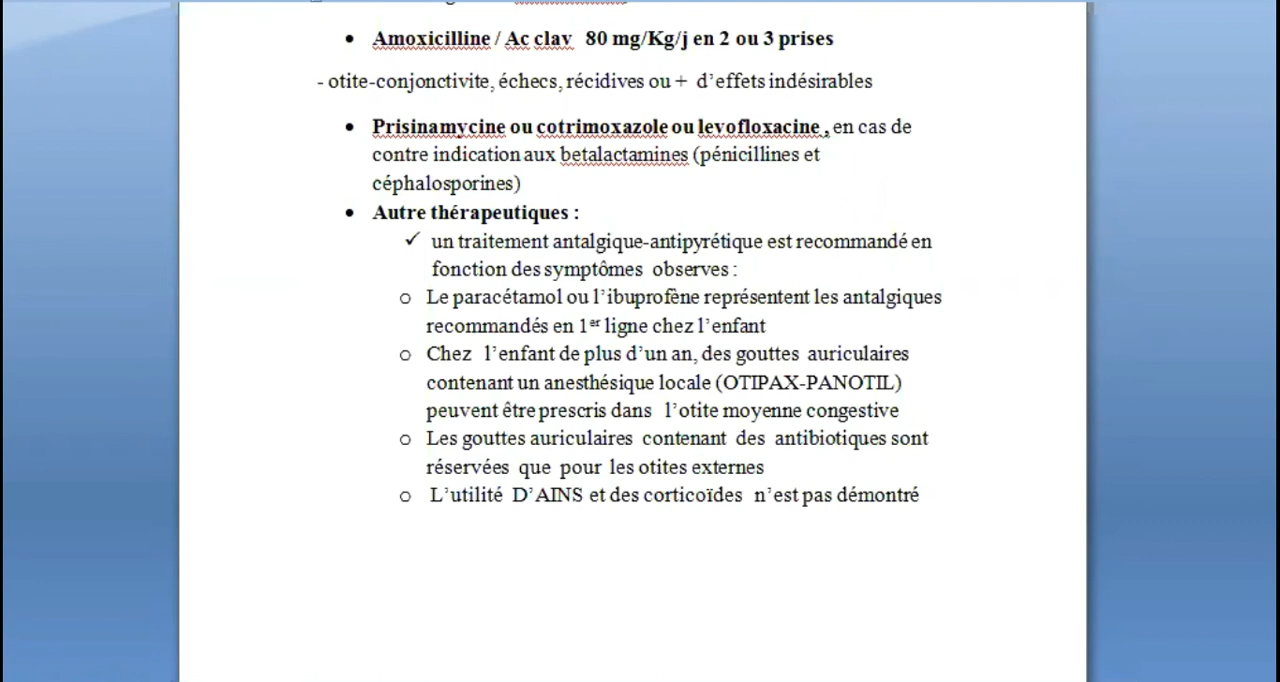 • Amoxicilline / Ac clav 80 mg/Kg/j en 2 ou 3 prises
- otite-conjonctivite, échecs, récidives ou + d’effets indésirables
• Prisinamycine ou cotrimoxazole ou levofloxacine , en cas de
contre indication aux betalactamines (pénicillines et
céphalosporines)
• Autre thérapeutiques :
✓ un traitement antalgique-antipyrétique est recommandé en
fonction des symptômes observes :
o Le paracétamol ou l’ibuprofène représentent les antalgiques
recommandés en 1er ligne chez l’enfant
o Chez l’enfant de plus d’un an, des gouttes auriculaires
contenant un anesthésique locale (OTIPAX-PANOTIL)
peuvent être prescris dans l’otite moyenne congestive
o Les gouttes auriculaires contenant des antibiotiques sont
réservées que pour les otites externes
o L’utilité D’AINS et des corticoïdes n’est pas démontré